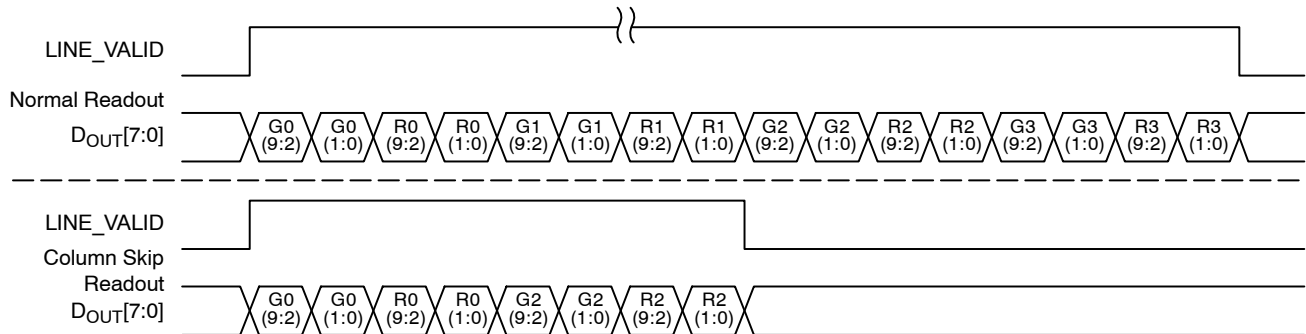 LINE_VALID
Normal Readout
DOUT[7:0]
G0 G0 R0 R0 G1 G1 R1 R1 G2 G2 R2 R2 G3 G3 R3 R3
(9:2) (1:0) (9:2) (1:0) (9:2) (1:0) (9:2) (1:0) (9:2) (1:0) (9:2) (1:0) (9:2) (1:0) (9:2) (1:0)
LINE_VALID
Column Skip
Readout
DOUT[7:0]
G0 G0 R0 R0 G2 G2 R2 R2
(9:2) (1:0) (9:2) (1:0) (9:2) (1:0) (9:2) (1:0)